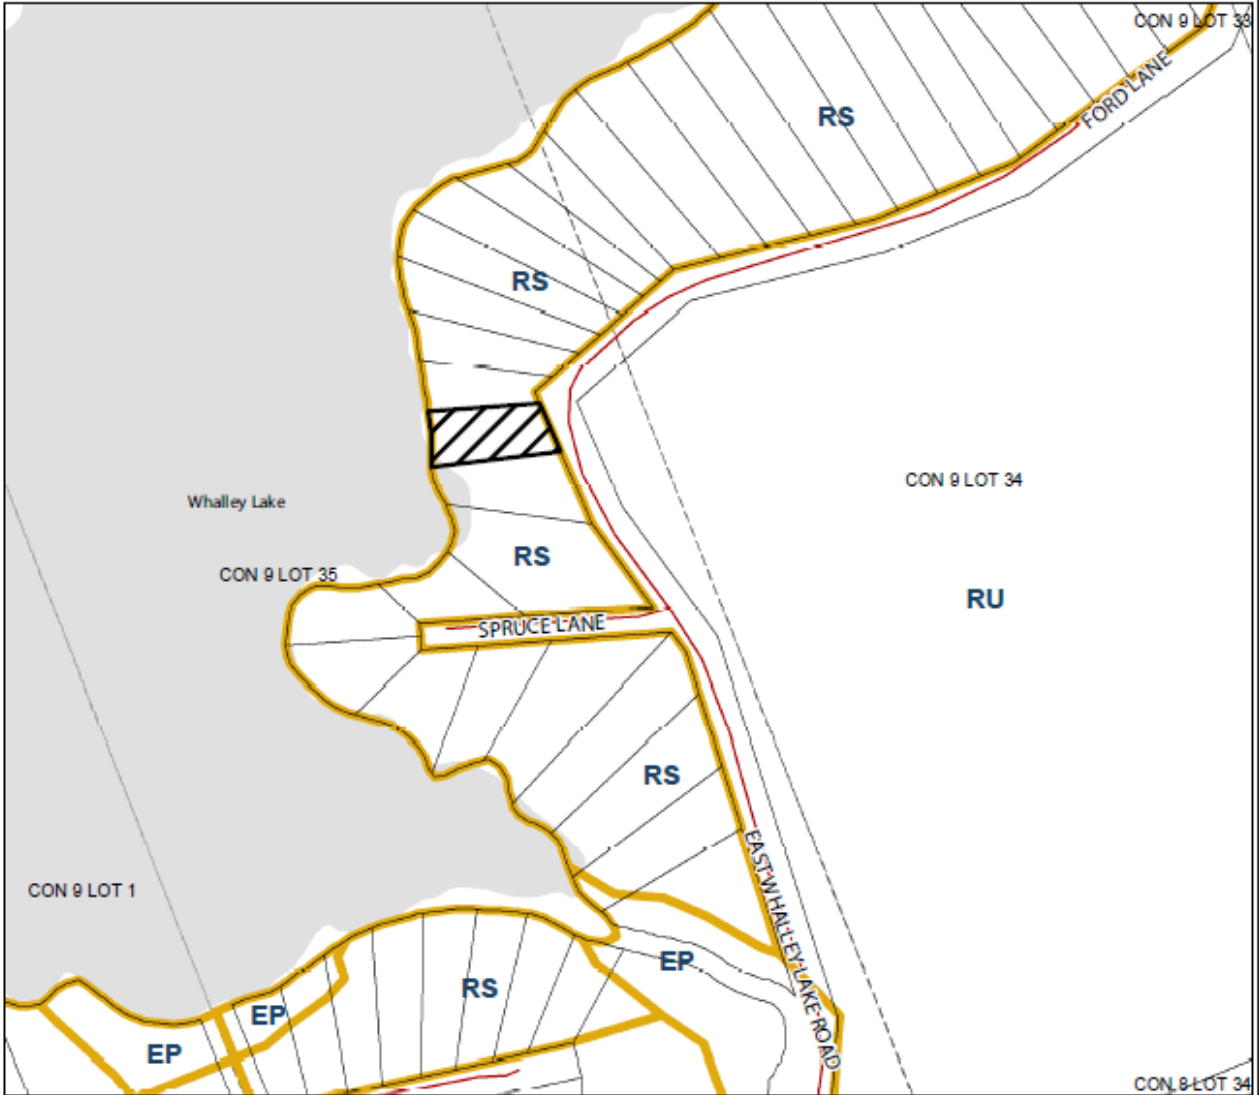 CON 9 LOT 33
FORD LANE
RS
RS
CON 9 LOT 34
Whalley Lake
RS
CON 9 LOT 35
RU
SPRUCE LANE
RS
EAST WHALLEY LAKE ROAD
CON 9 LOT 1
EP
RS
EP
EP
CON 8 LOT 34